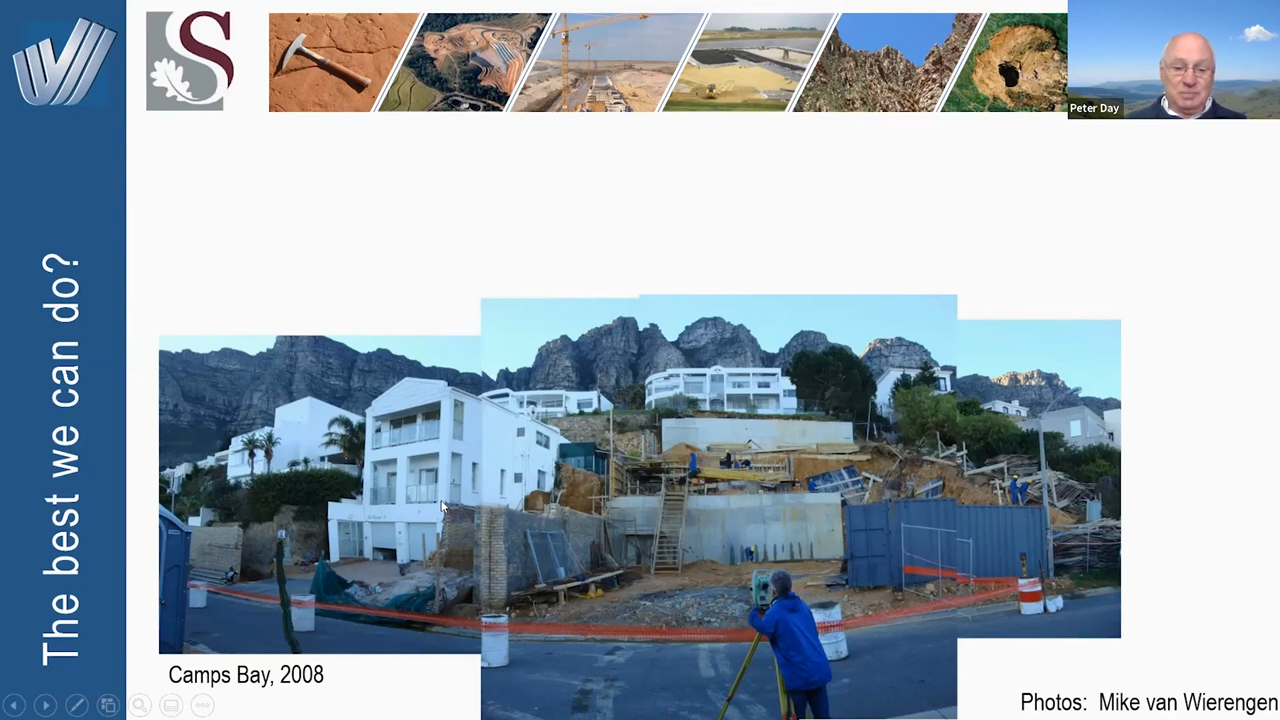 Peter Day
The best we can do?
Camps Bay, 2008
Photos: Mike van Wierengen